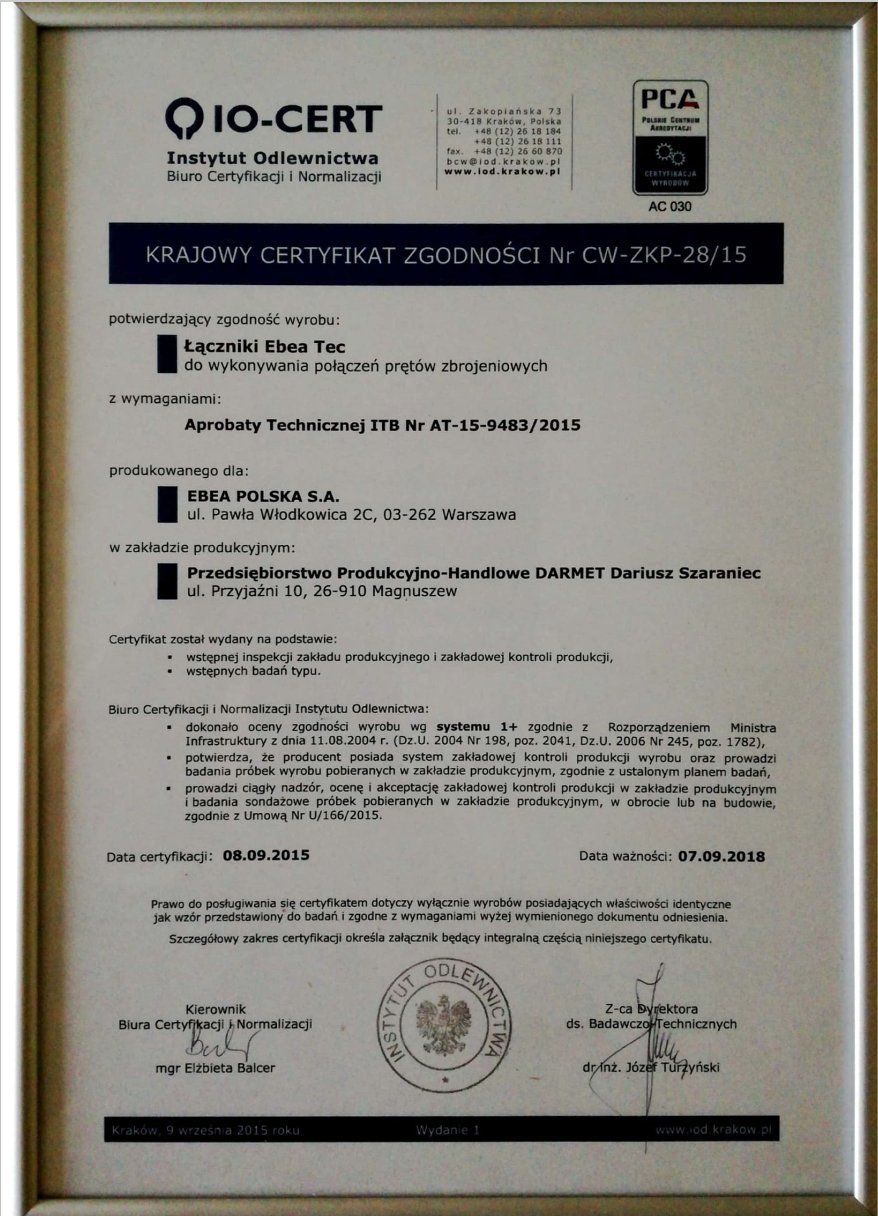 IO-CERT
Instytut Odlewnictwa
Biuro Certyfikacji i Normalizacji
ul. Zakopiańska 73
30-418 Kraków, Polska
tel. +48 (12) 26 18 184
+48 (12) 26 18 111
fax. +48 (12) 26 60 870
bcw@iod.krakow.pl
www.iod.krakow.pl
PCA
POLSKIE CENTRUM
AKREDYTACJI
CERTYFIKACJA
WYROBÓW
AC 030
KRAJOWY CERTYFIKAT ZGODNOŚCI Nr CW-ZKP-28/15
potwierdzający zgodność wyrobu:
Łączniki Ebea Tec
do wykonywania połączeń prętów zbrojeniowych
z wymaganiami:
Aprobaty Technicznej ITB Nr AT-15-9483/2015
produkowanego dla:
EBEA POLSKA S.A.
ul. Pawła Włodkowica 2C, 03-262 Warszawa
w zakładzie produkcyjnym:
Przedsiębiorstwo Produkcyjno-Handlowe DARMET Dariusz Szaraniec
ul. Przyjaźni 10, 26-910 Magnuszew
Certyfikat został wydany na podstawie:
▪ wstępnej inspekcji zakładu produkcyjnego i zakładowej kontroli produkcji,
▪ wstępnych badań typu.
Biuro Certyfikacji i Normalizacji Instytutu Odlewnictwa:
▪ dokonało oceny zgodności wyrobu wg systemu 1+ zgodnie z Rozporządzeniem Ministra
Infrastruktury z dnia 11.08.2004 r. (Dz.U. 2004 Nr 198, poz. 2041, Dz.U. 2006 Nr 245, poz. 1782),
▪ potwierdza, że producent posiada system zakładowej kontroli produkcji wyrobu oraz prowadzi
badania próbek wyrobu pobieranych w zakładzie produkcyjnym, zgodnie z ustalonym planem badań,
▪ prowadzi ciągły nadzór, ocenę i akceptację zakładowej kontroli produkcji w zakładzie produkcyjnym
i badania sondażowe próbek pobieranych w zakładzie produkcyjnym, w obrocie lub na budowie,
zgodnie z Umową Nr U/166/2015.
Data certyfikacji: 08.09.2015
Data ważności: 07.09.2018
Prawo do posługiwania się certyfikatem dotyczy wyłącznie wyrobów posiadających właściwości identyczne
jak wzór przedstawiony do badań i zgodne z wymaganiami wyżej wymienionego dokumentu odniesienia.
Szczegółowy zakres certyfikacji określa załącznik będący integralną częścią niniejszego certyfikatu.
Kierownik
Biura Certyfikacji i Normalizacji
mgr Elżbieta Balcer
INSTYTUT ODLEWNICTWA
Z-ca Dyrektora
ds. Badawczo-Technicznych
dr inż. Józef Turzyński
Kraków, 9 września 2015 roku
Wydanie 1
www.iod.krakow.pl